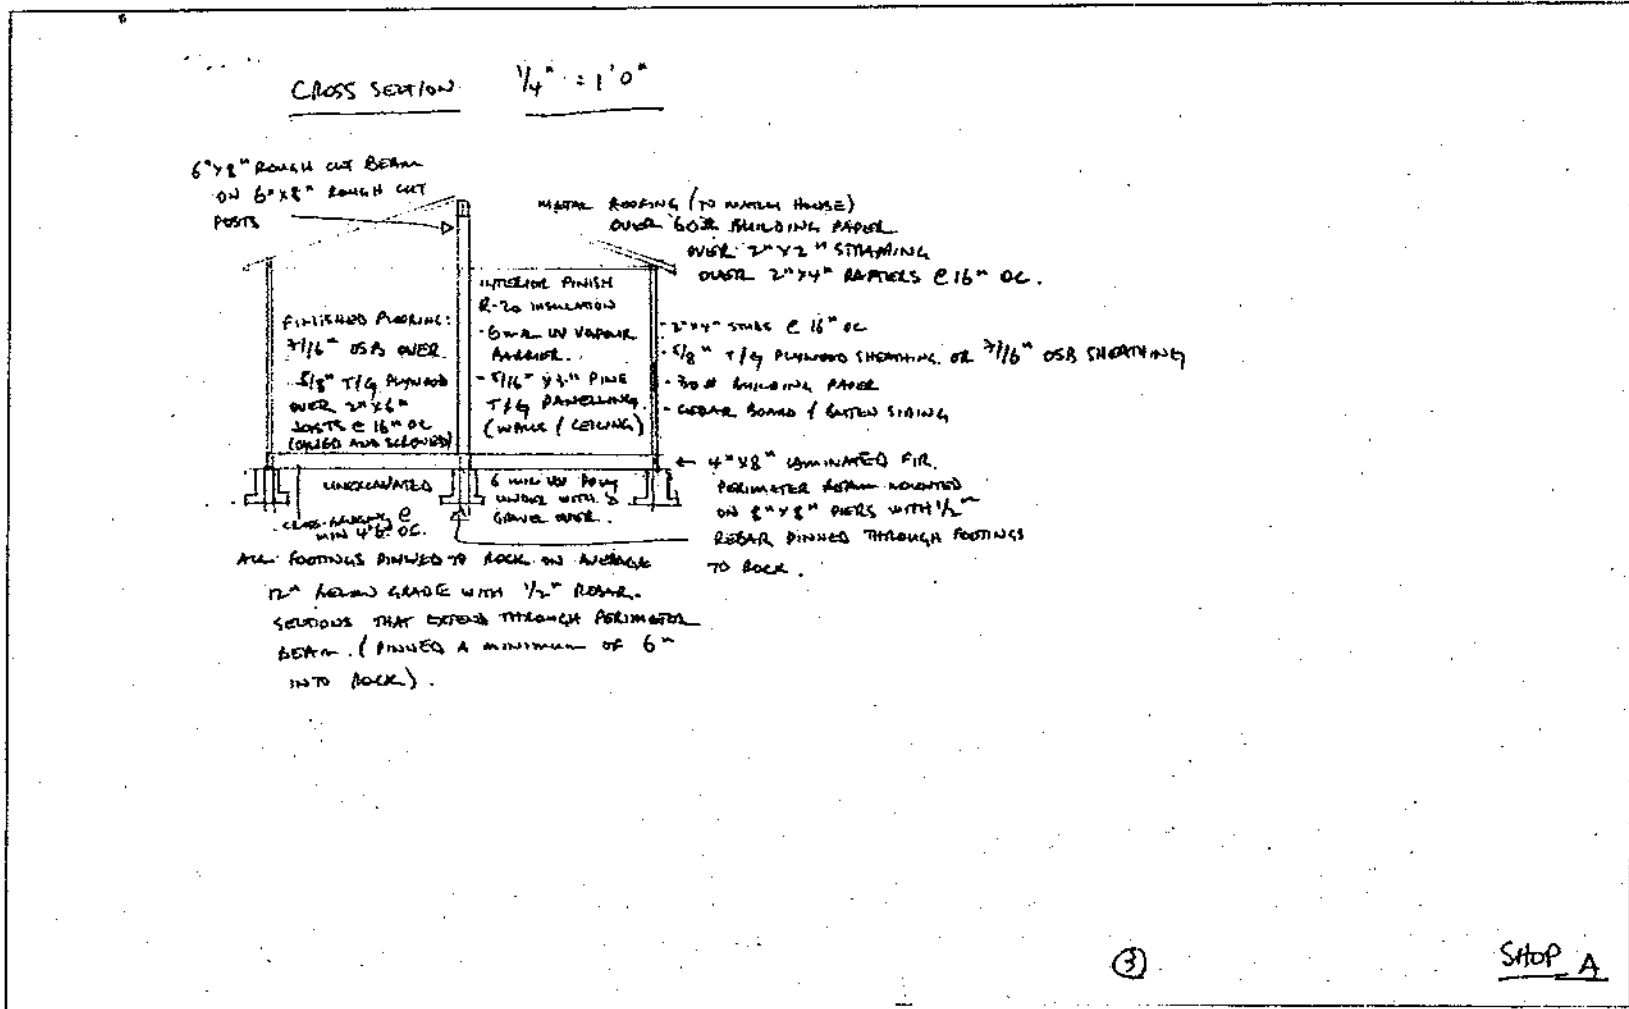 CROSS SECTION 1/4" = 1'0"
6"x8" ROUGH CUT BEAM
ON 6"x8" ROUGH CUT
POSTS
METAL ROOFING (TO MATCH HOUSE)
OVER 60# BUILDING PAPER
OVER 2"x2" STRAPPING
OVER 2"x4" RAFTERS @ 16" OC.
FINISHED FLOORING:
7/16" OSB OVER
5/8" T/G PLYWOOD
OVER 2"x6"
JOISTS @ 16" OC
(GLUED AND SCREWED)
INTERIOR FINISH
R-20 INSULATION
- 6 MIL UV VAPOUR
BARRIER.
- 5/16" x 3" PINE
T/G PANELLING
(WALLS / CEILING)
- 2"x4" STUDS @ 16" OC
- 5/8" T/G PLYWOOD SHEATHING OR 7/16" OSB SHEATHING
- 30# BUILDING PAPER
- CEDAR BOARD & BATTEN SIDING
← 4"x8" LAMINATED FIR
PERIMETER BEAM MOUNTED
ON 8"x8" PIERS WITH 1/2"
REBAR PINNED THROUGH FOOTINGS
TO ROCK.
UNEXCAVATED
6 MIL UV POLY
UNDER WITH
GRAVEL OVER.
CROSS-BRIDGING @
MIN 4'6" OC.
ALL FOOTINGS PINNED TO ROCK ON AVERAGE
12" BELOW GRADE WITH 1/2" REBAR.
SECTIONS THAT EXTEND THROUGH PERIMETER
BEAM. (PINNED A MINIMUM OF 6"
INTO ROCK).
3
SHOP A